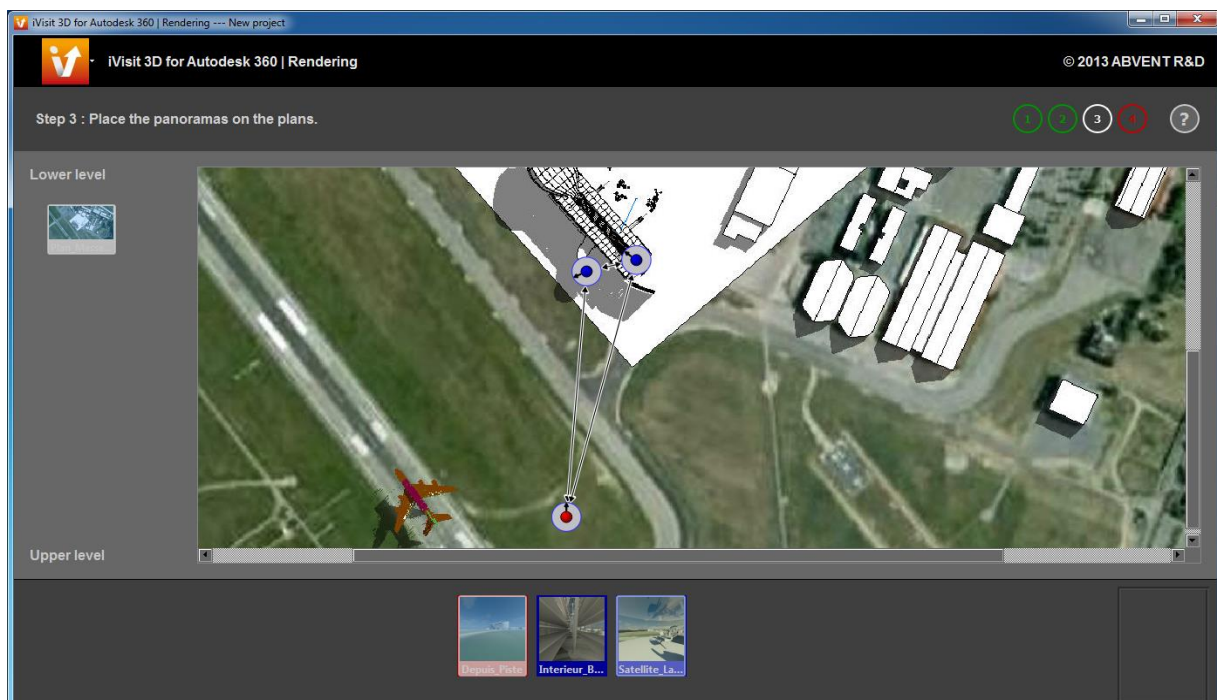 iVisit 3D for Autodesk 360 | Rendering --- New project
iVisit 3D for Autodesk 360 | Rendering
© 2013 ABVENT R&D
Step 3 : Place the panoramas on the plans.
1 2 3 4 ?
Lower level
Upper level
Depuis_Piste
Interieur_B...
Satellite_La...